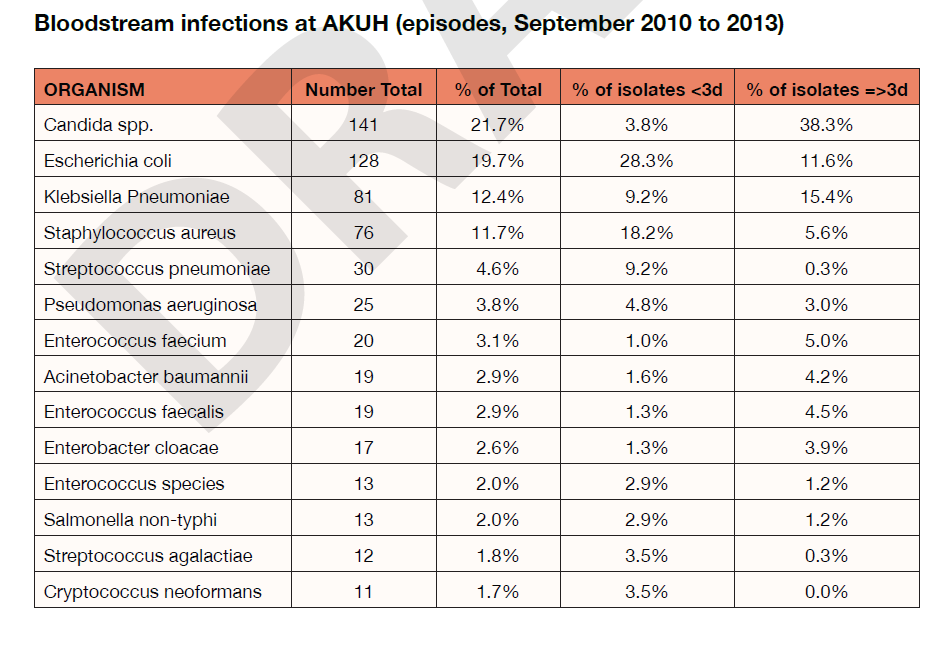 Bloodstream infections at AKUH (episodes, September 2010 to 2013)
ORGANISM Number Total % of Total % of isolates <3d % of isolates =>3d
Candida spp. 141 21.7% 3.8% 38.3%
Escherichia coli 128 19.7% 28.3% 11.6%
Klebsiella Pneumoniae 81 12.4% 9.2% 15.4%
Staphylococcus aureus 76 11.7% 18.2% 5.6%
Streptococcus pneumoniae 30 4.6% 9.2% 0.3%
Pseudomonas aeruginosa 25 3.8% 4.8% 3.0%
Enterococcus faecium 20 3.1% 1.0% 5.0%
Acinetobacter baumannii 19 2.9% 1.6% 4.2%
Enterococcus faecalis 19 2.9% 1.3% 4.5%
Enterobacter cloacae 17 2.6% 1.3% 3.9%
Enterococcus species 13 2.0% 2.9% 1.2%
Salmonella non-typhi 13 2.0% 2.9% 1.2%
Streptococcus agalactiae 12 1.8% 3.5% 0.3%
Cryptococcus neoformans 11 1.7% 3.5% 0.0%
DRA